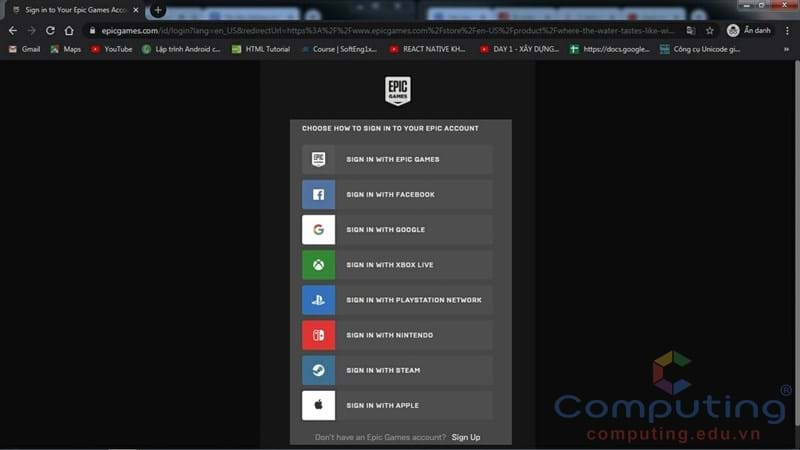 Sign in to Your Epic Games Acco
epicgames.com/id/login?lang=en_US&redirectUrl=https%3A%2F%2Fwww.epicgames.com%2Fstore%2Fen-US%2Fproduct%2Fwhere-the-water-tastes-like-wi...
Ẩn danh
Gmail
Maps
YouTube
Lập trình Android c...
HTML Tutorial
Course | SoftEng1x...
REACT NATIVE KH...
DAY 1 - XÂY DỰNG...
https://docs.google...
Công cụ Unicode gi...
EPIC
GAMES
CHOOSE HOW TO SIGN IN TO YOUR EPIC ACCOUNT
EPIC
SIGN IN WITH EPIC GAMES
SIGN IN WITH FACEBOOK
SIGN IN WITH GOOGLE
SIGN IN WITH XBOX LIVE
SIGN IN WITH PLAYSTATION NETWORK
SIGN IN WITH NINTENDO
SIGN IN WITH STEAM
SIGN IN WITH APPLE
Don't have an Epic Games account? Sign Up
Computing®
computing.edu.vn